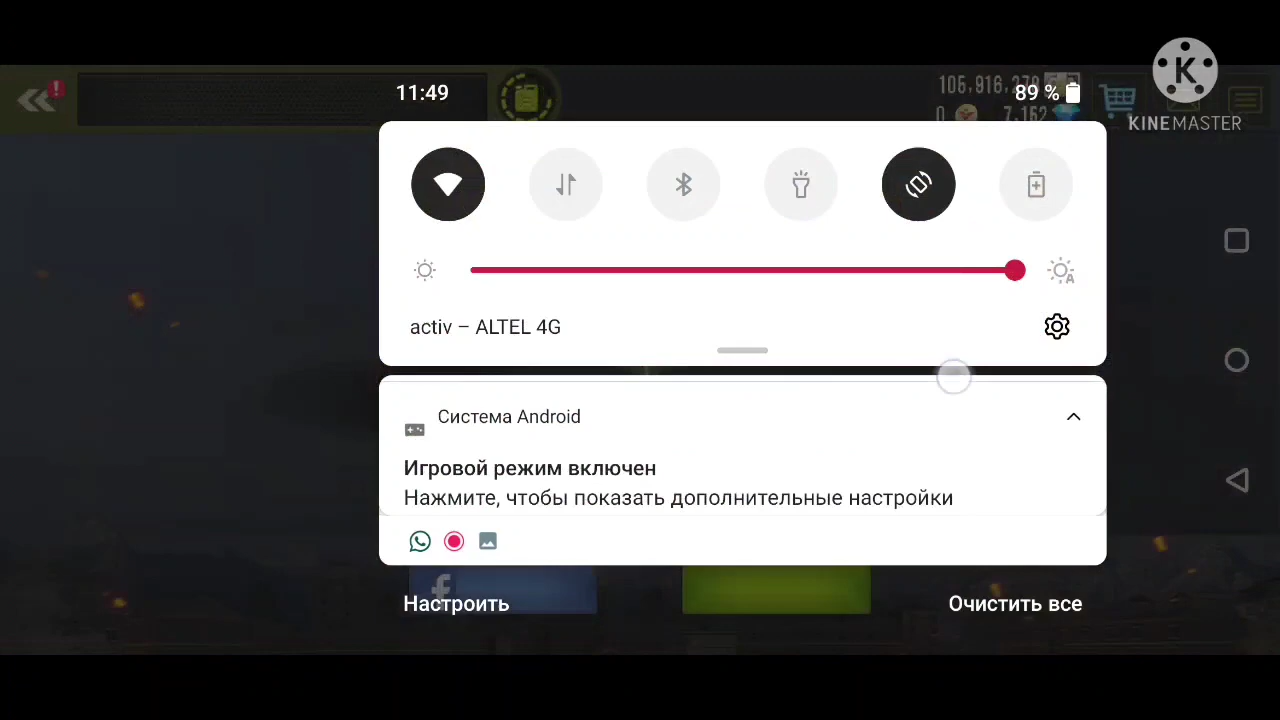 11:49
89 %
KINEMASTER
activ – ALTEL 4G
Система Android
Игровой режим включен
Нажмите, чтобы показать дополнительные настройки
Настроить
Очистить все